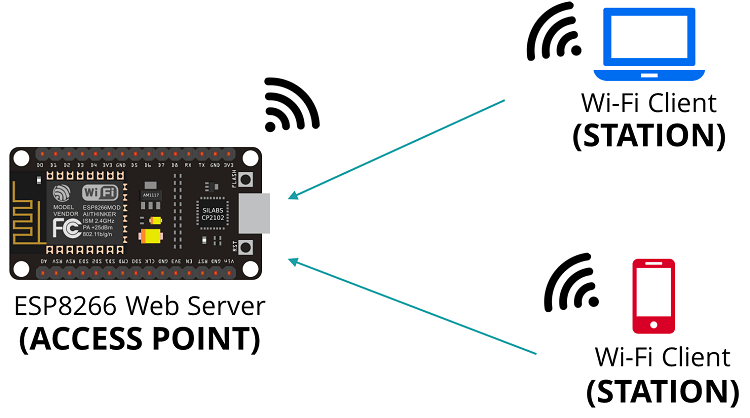 Wi-Fi Client
(STATION)
D0 D1 D2 D3 D4 3V3 GND D5 D6 D7 D8 RX TX GND 3V3
FLASH
WiFi
MODEL
VENDOR
ESP8266MOD
AITHINKER
ISM 2.4GHz
PA +25dBm
802.11b/g/n
FC
AM1117
SILABS
CP2102
RST
A0 RSV RSV SD3 SD2 SD1 CMD SD0 CLK GND 3V3 EN RST GND Vin
ESP8266 Web Server
(ACCESS POINT)
Wi-Fi Client
(STATION)